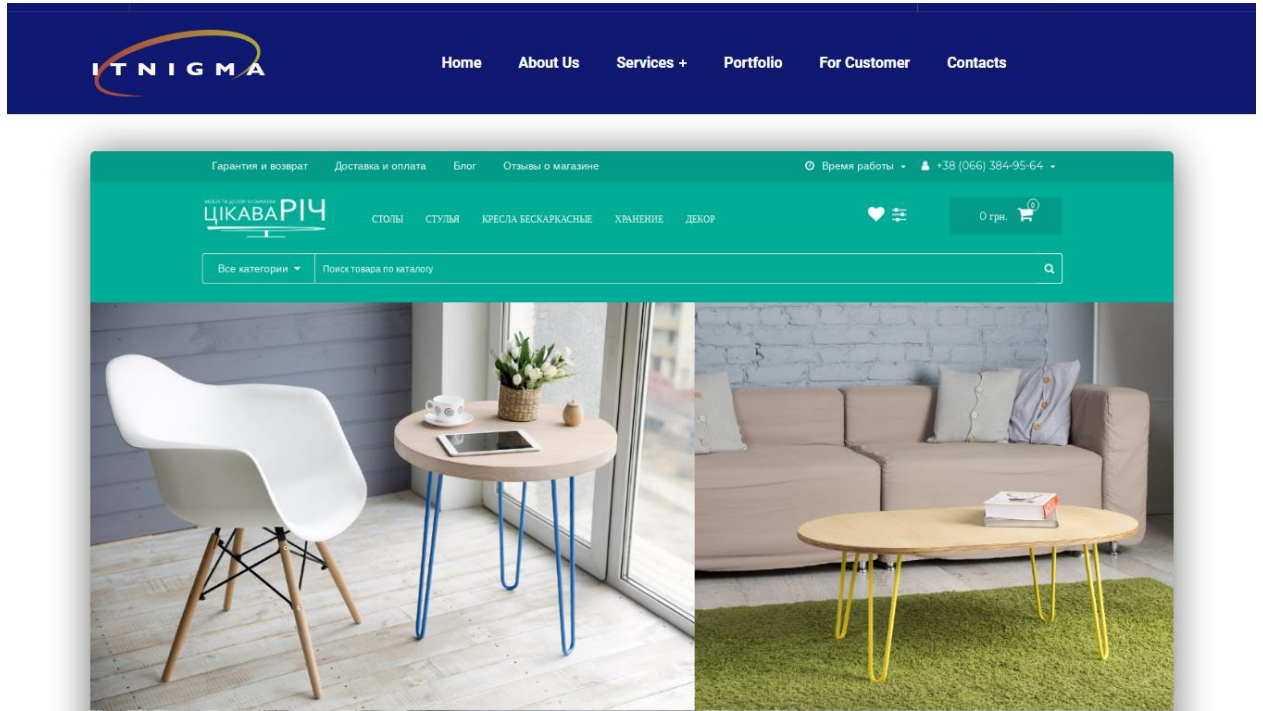 ITNIGMA
Home About Us Services + Portfolio For Customer Contacts
Гарантия и возврат Доставка и оплата Блог Отзывы о магазине Время работы +38 (066) 384-95-64
ЦІКАВАРІЧ СТОЛЫ СТУЛЬЯ КРЕСЛА БЕСКАРКАСНЫЕ ХРАНЕНИЕ ДЕКОР 0 грн. 0
Все категории Поиск товара по каталогу